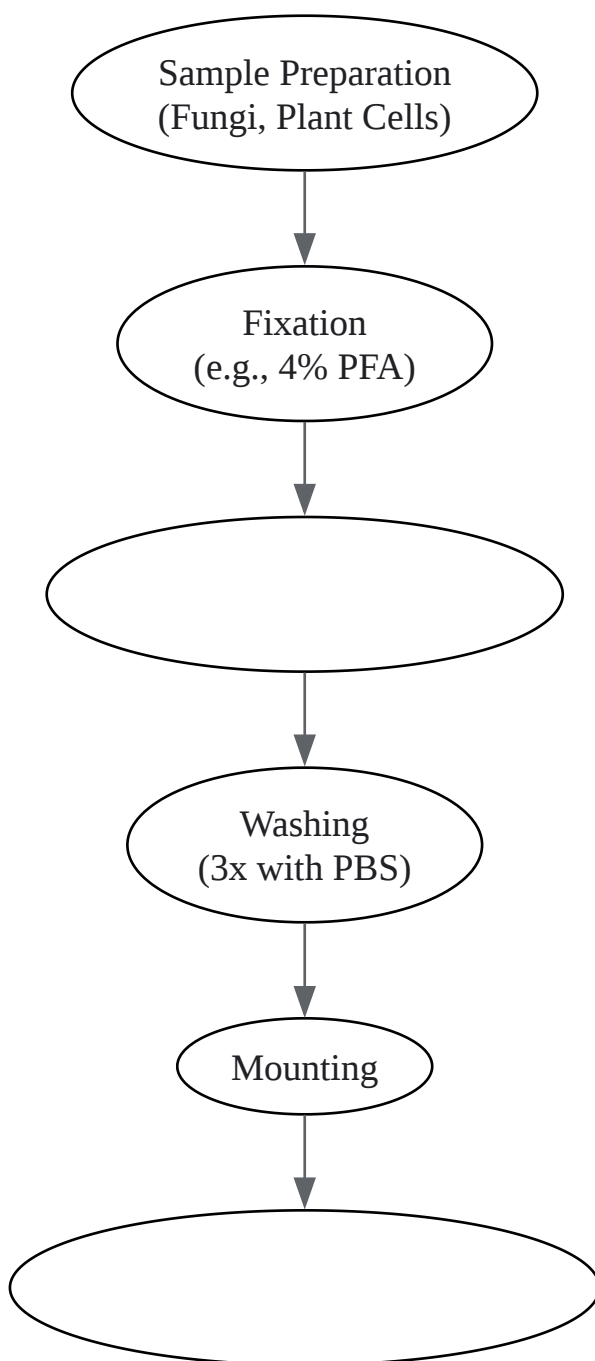 Sample Preparation
(Fungi, Plant Cells)
Fixation
(e.g., 4% PFA)
Washing
(3x with PBS)
Mounting